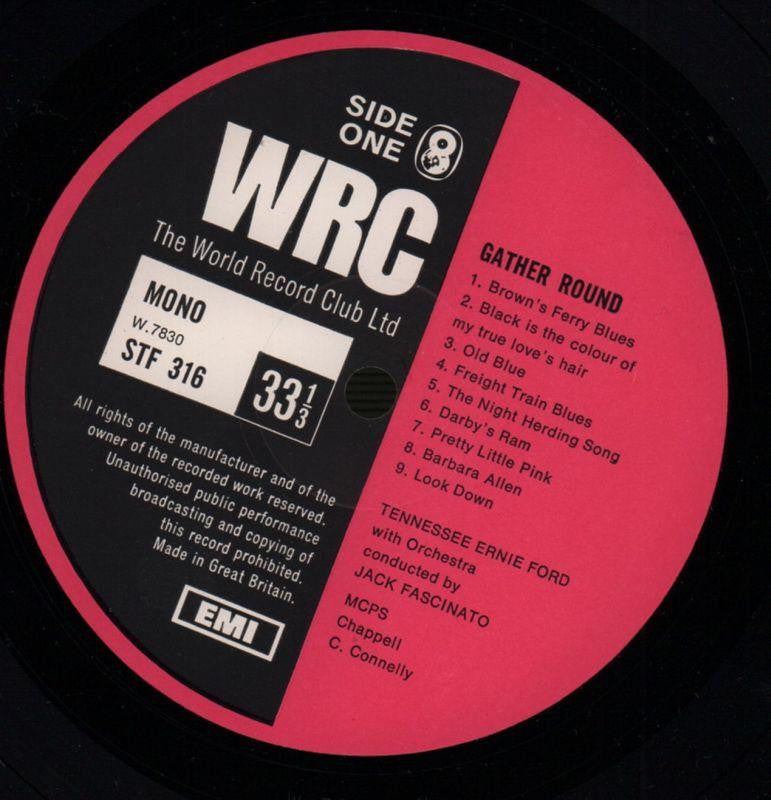 SIDE
ONE
WRC
The World Record Club Ltd
MONO
W.7830
STF 316
33 1/3
All rights of the manufacturer and of the
owner of the recorded work reserved.
Unauthorised public performance
broadcasting and copying of
this record prohibited.
Made in Great Britain.
EMI
GATHER ROUND
1. Brown's Ferry Blues
2. Black is the colour of
my true love's hair
3. Old Blue
4. Freight Train Blues
5. The Night Herding Song
6. Darby's Ram
7. Pretty Little Pink
8. Barbara Allen
9. Look Down
TENNESSEE ERNIE FORD
with Orchestra
conducted by
JACK FASCINATO
MCPS
Chappell
C. Connelly